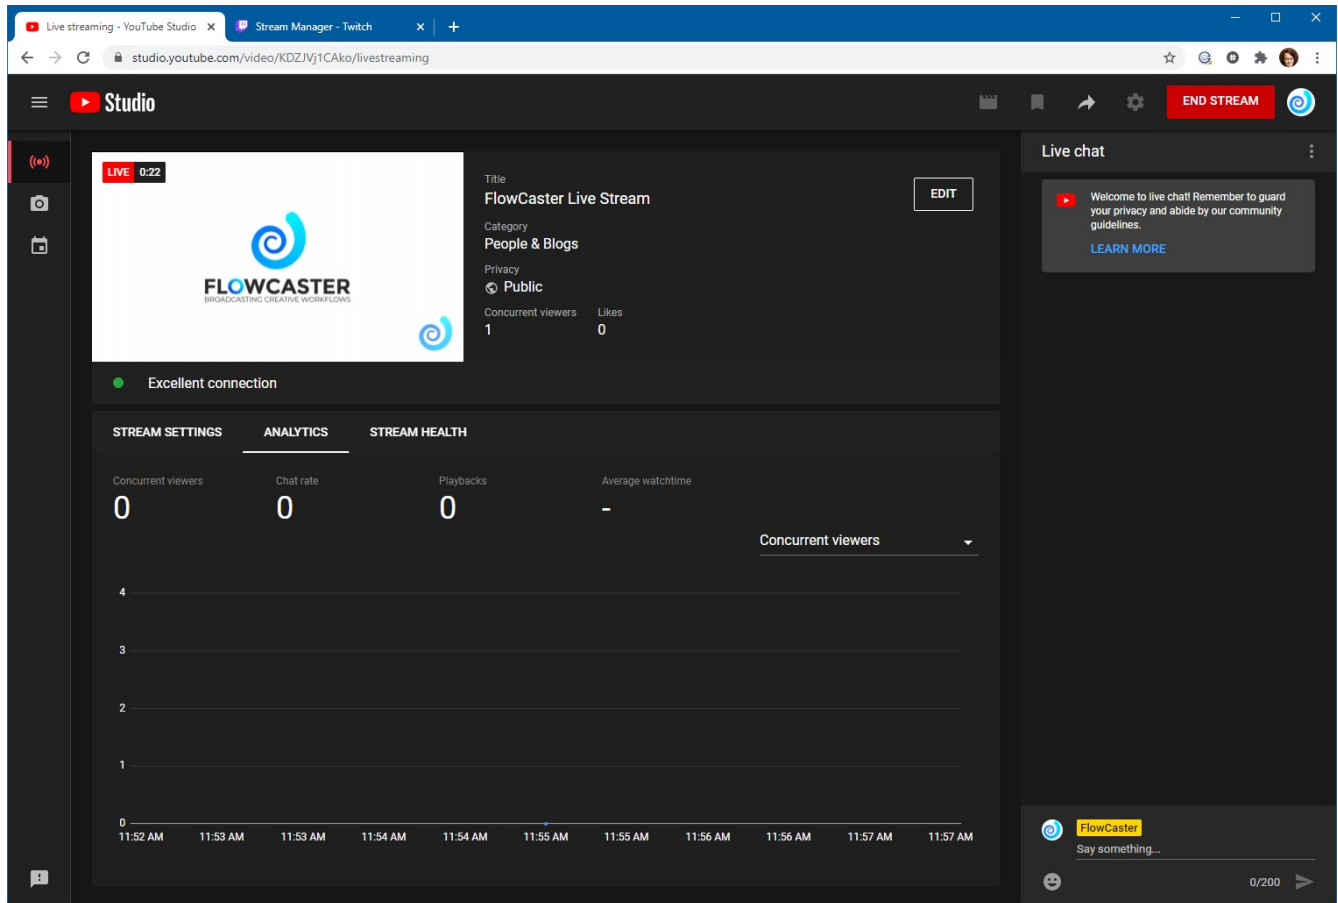 Live streaming - YouTube Studio
Stream Manager - Twitch
studio.youtube.com/video/KDZJVj1CAko/livestreaming
Studio
END STREAM
LIVE 0:22
FLOWCASTER
BROADCASTING CREATIVE WORKFLOWS
Title
FlowCaster Live Stream
EDIT
Category
People & Blogs
Privacy
Public
Concurrent viewers Likes
1 0
Excellent connection
STREAM SETTINGS ANALYTICS STREAM HEALTH
Concurrent viewers Chat rate Playbacks Average watchtime
0 0 0 -
Concurrent viewers
4
3
2
1
0
11:52 AM 11:53 AM 11:53 AM 11:54 AM 11:54 AM 11:55 AM 11:55 AM 11:56 AM 11:56 AM 11:57 AM 11:57 AM
Live chat
Welcome to live chat! Remember to guard
your privacy and abide by our community
guidelines.
LEARN MORE
FlowCaster
Say something...
0/200